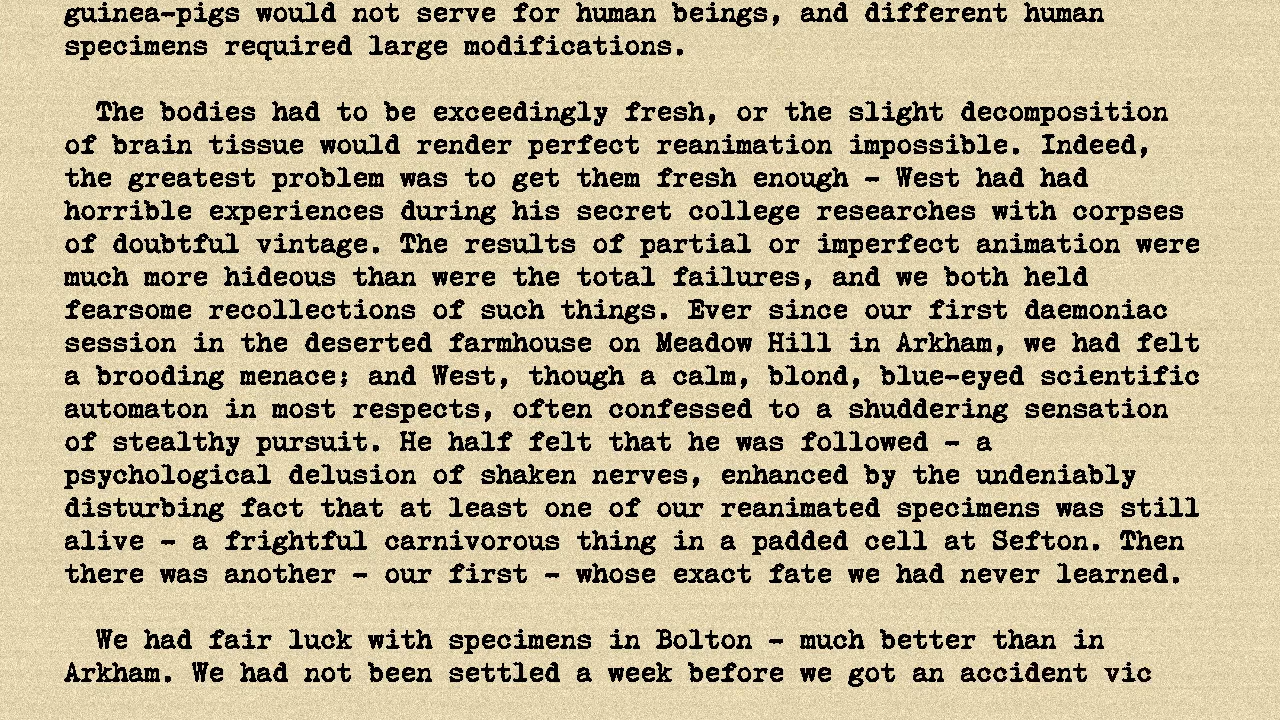 guinea-pigs would not serve for human beings, and different human
specimens required large modifications.
The bodies had to be exceedingly fresh, or the slight decomposition
of brain tissue would render perfect reanimation impossible. Indeed,
the greatest problem was to get them fresh enough - West had had
horrible experiences during his secret college researches with corpses
of doubtful vintage. The results of partial or imperfect animation were
much more hideous than were the total failures, and we both held
fearsome recollections of such things. Ever since our first daemoniac
session in the deserted farmhouse on Meadow Hill in Arkham, we had felt
a brooding menace; and West, though a calm, blond, blue-eyed scientific
automaton in most respects, often confessed to a shuddering sensation
of stealthy pursuit. He half felt that he was followed - a
psychological delusion of shaken nerves, enhanced by the undeniably
disturbing fact that at least one of our reanimated specimens was still
alive - a frightful carnivorous thing in a padded cell at Sefton. Then
there was another - our first - whose exact fate we had never learned.
We had fair luck with specimens in Bolton - much better than in
Arkham. We had not been settled a week before we got an accident vic